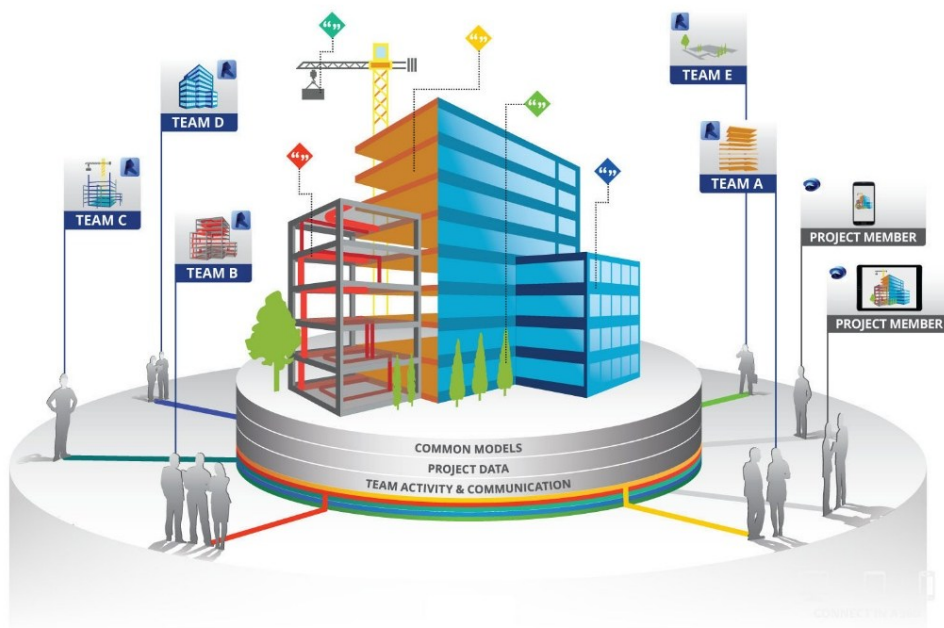 TEAM E
TEAM D
TEAM A
TEAM C
TEAM B
PROJECT MEMBER
PROJECT MEMBER
COMMON MODELS
PROJECT DATA
TEAM ACTIVITY & COMMUNICATION